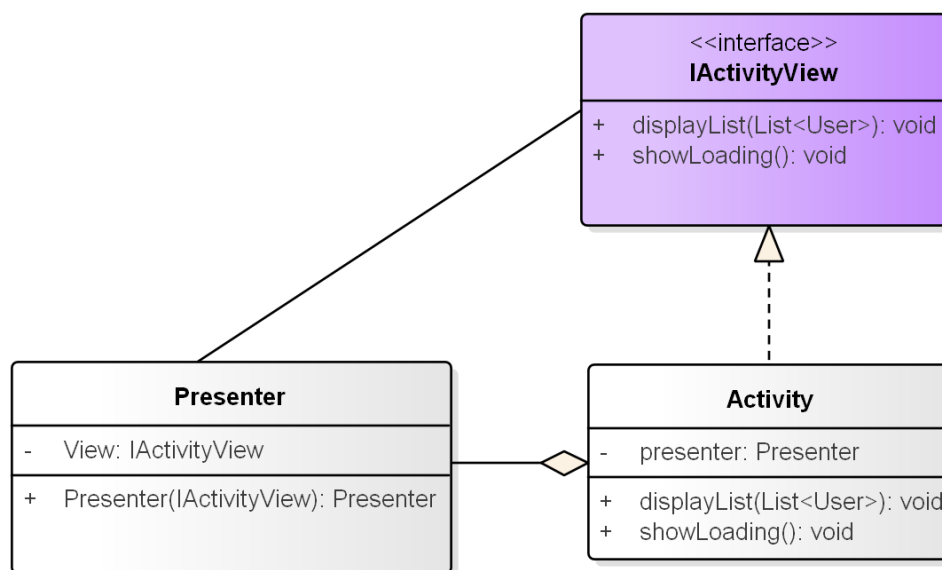 <<interface>>
IActivityView
+ displayList(List<User>): void
+ showLoading(): void
Presenter
- View: IActivityView
+ Presenter(IActivityView): Presenter
Activity
- presenter: Presenter
+ displayList(List<User>): void
+ showLoading(): void